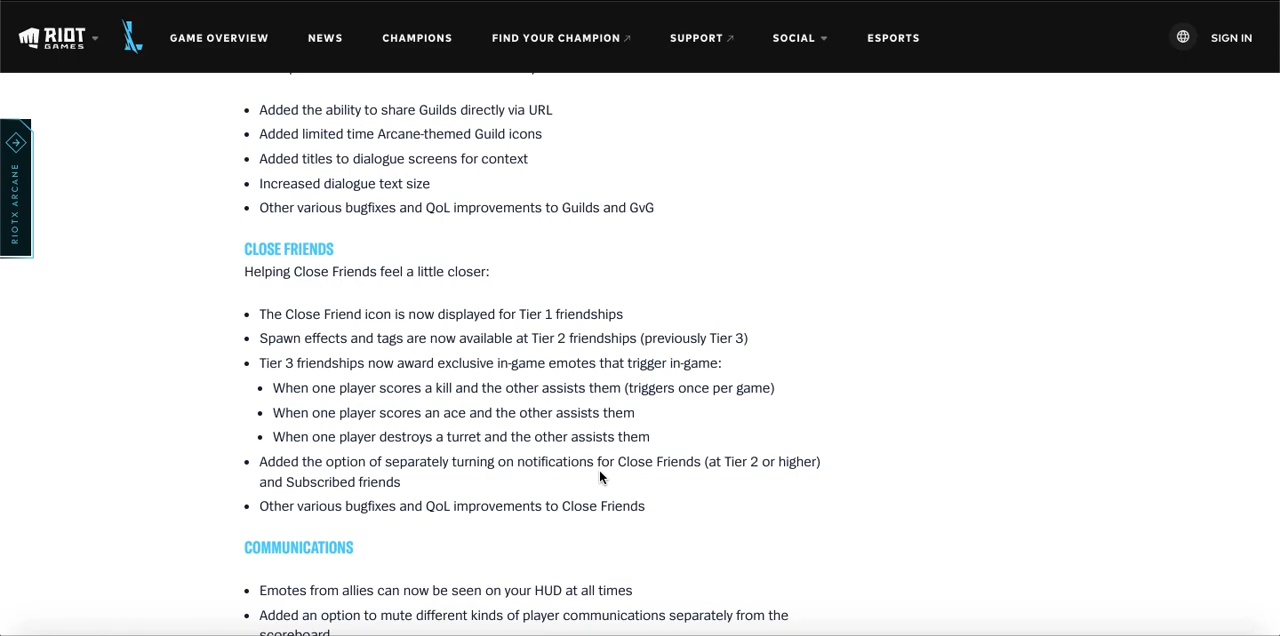 RIOT GAMES
GAME OVERVIEW
NEWS
CHAMPIONS
FIND YOUR CHAMPION
SUPPORT
SOCIAL
ESPORTS
SIGN IN
RIOTX ARCANE
Added the ability to share Guilds directly via URL
Added limited time Arcane-themed Guild icons
Added titles to dialogue screens for context
Increased dialogue text size
Other various bugfixes and QoL improvements to Guilds and GvG
CLOSE FRIENDS
Helping Close Friends feel a little closer:
The Close Friend icon is now displayed for Tier 1 friendships
Spawn effects and tags are now available at Tier 2 friendships (previously Tier 3)
Tier 3 friendships now award exclusive in-game emotes that trigger in-game:
When one player scores a kill and the other assists them (triggers once per game)
When one player scores an ace and the other assists them
When one player destroys a turret and the other assists them
Added the option of separately turning on notifications for Close Friends (at Tier 2 or higher)
and Subscribed friends
Other various bugfixes and QoL improvements to Close Friends
COMMUNICATIONS
Emotes from allies can now be seen on your HUD at all times
Added an option to mute different kinds of player communications separately from the
scoreboard